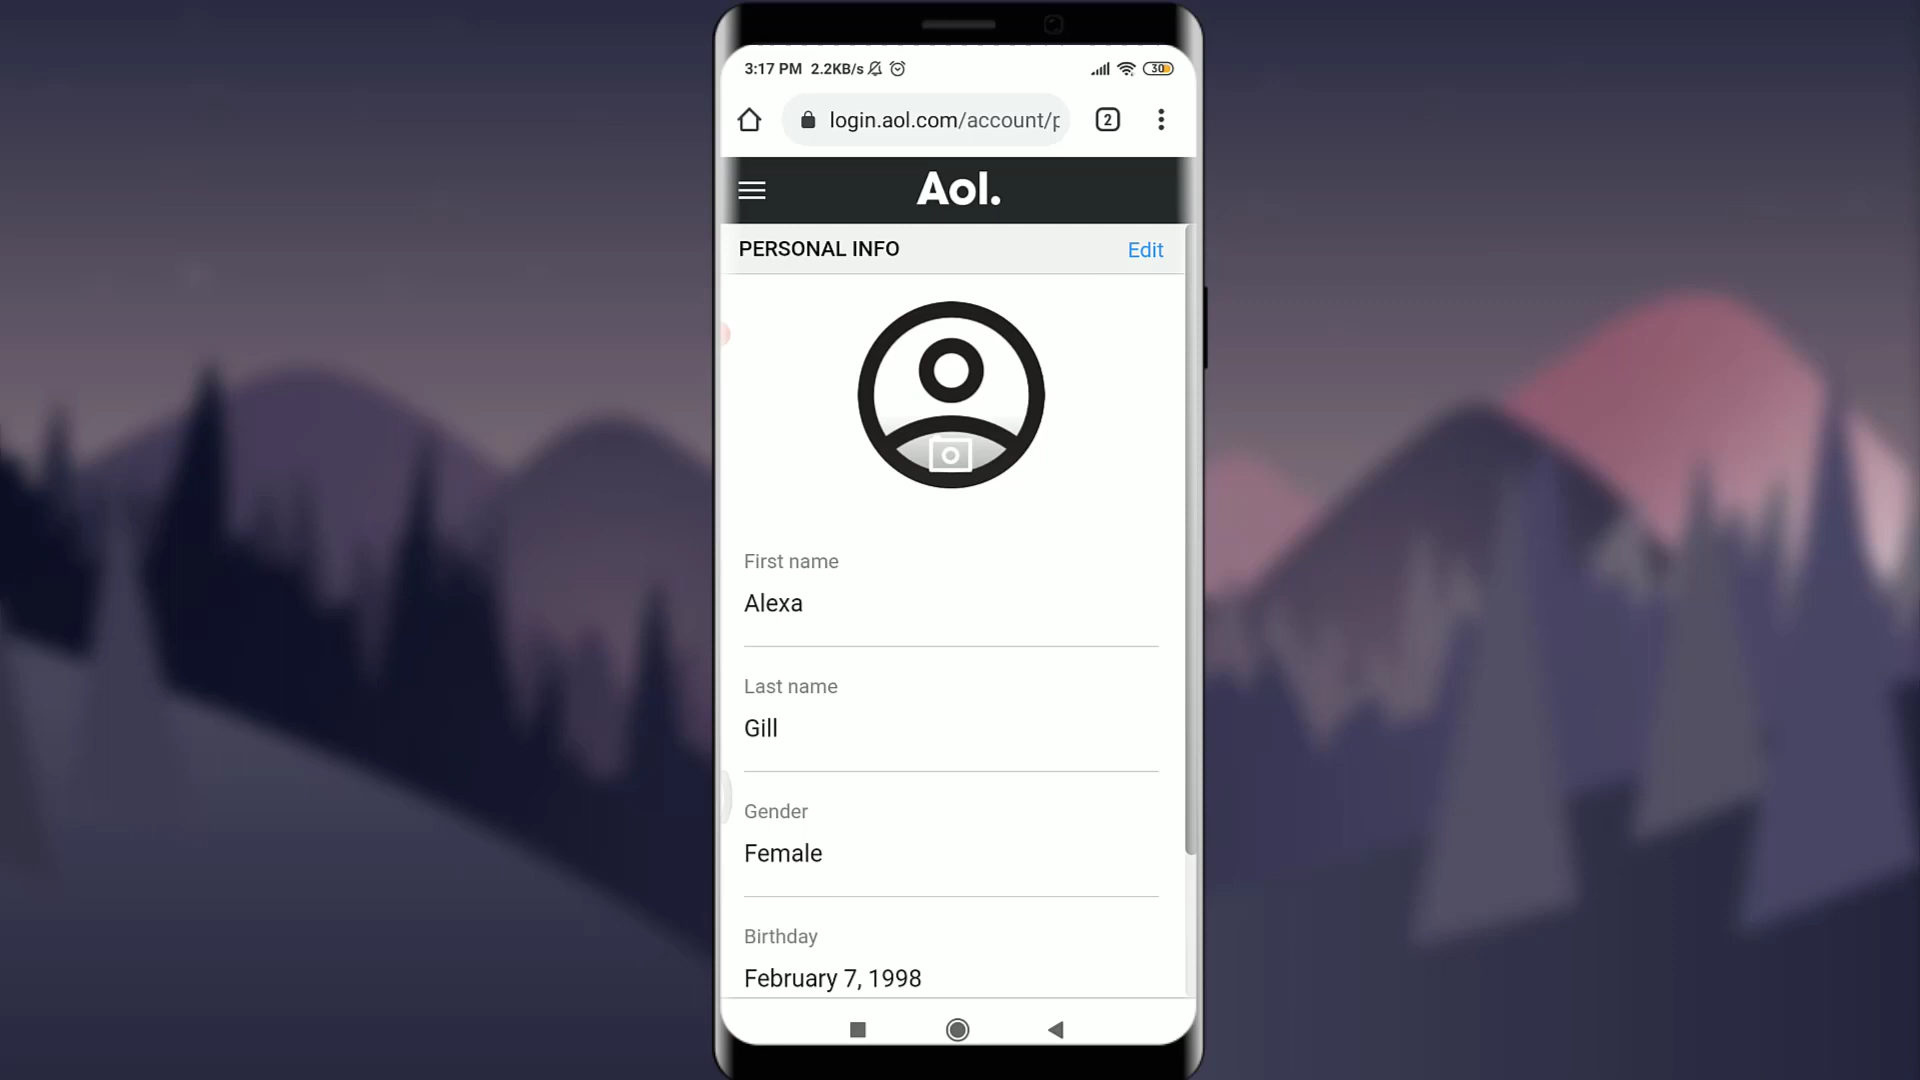 3:17 PM 2.2KB/s 30
login.aol.com/account/p
2
Aol.
PERSONAL INFO Edit
First name
Alexa
Last name
Gill
Gender
Female
Birthday
February 7, 1998